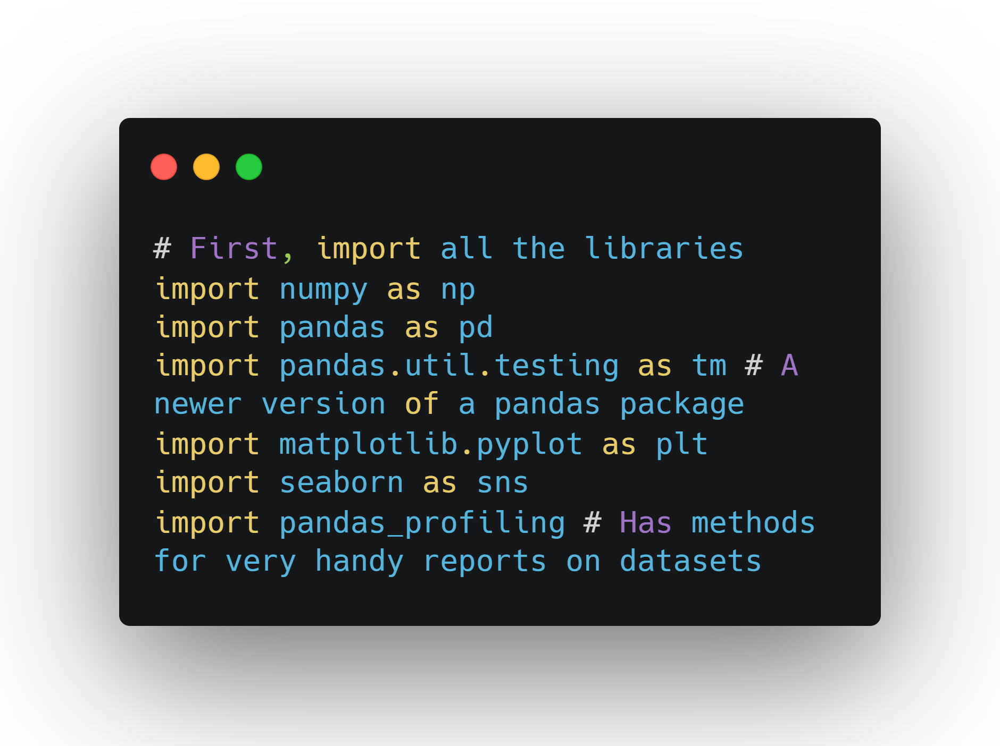 # First, import all the libraries
import numpy as np
import pandas as pd
import pandas.util.testing as tm # A
newer version of a pandas package
import matplotlib.pyplot as plt
import seaborn as sns
import pandas_profiling # Has methods
for very handy reports on datasets